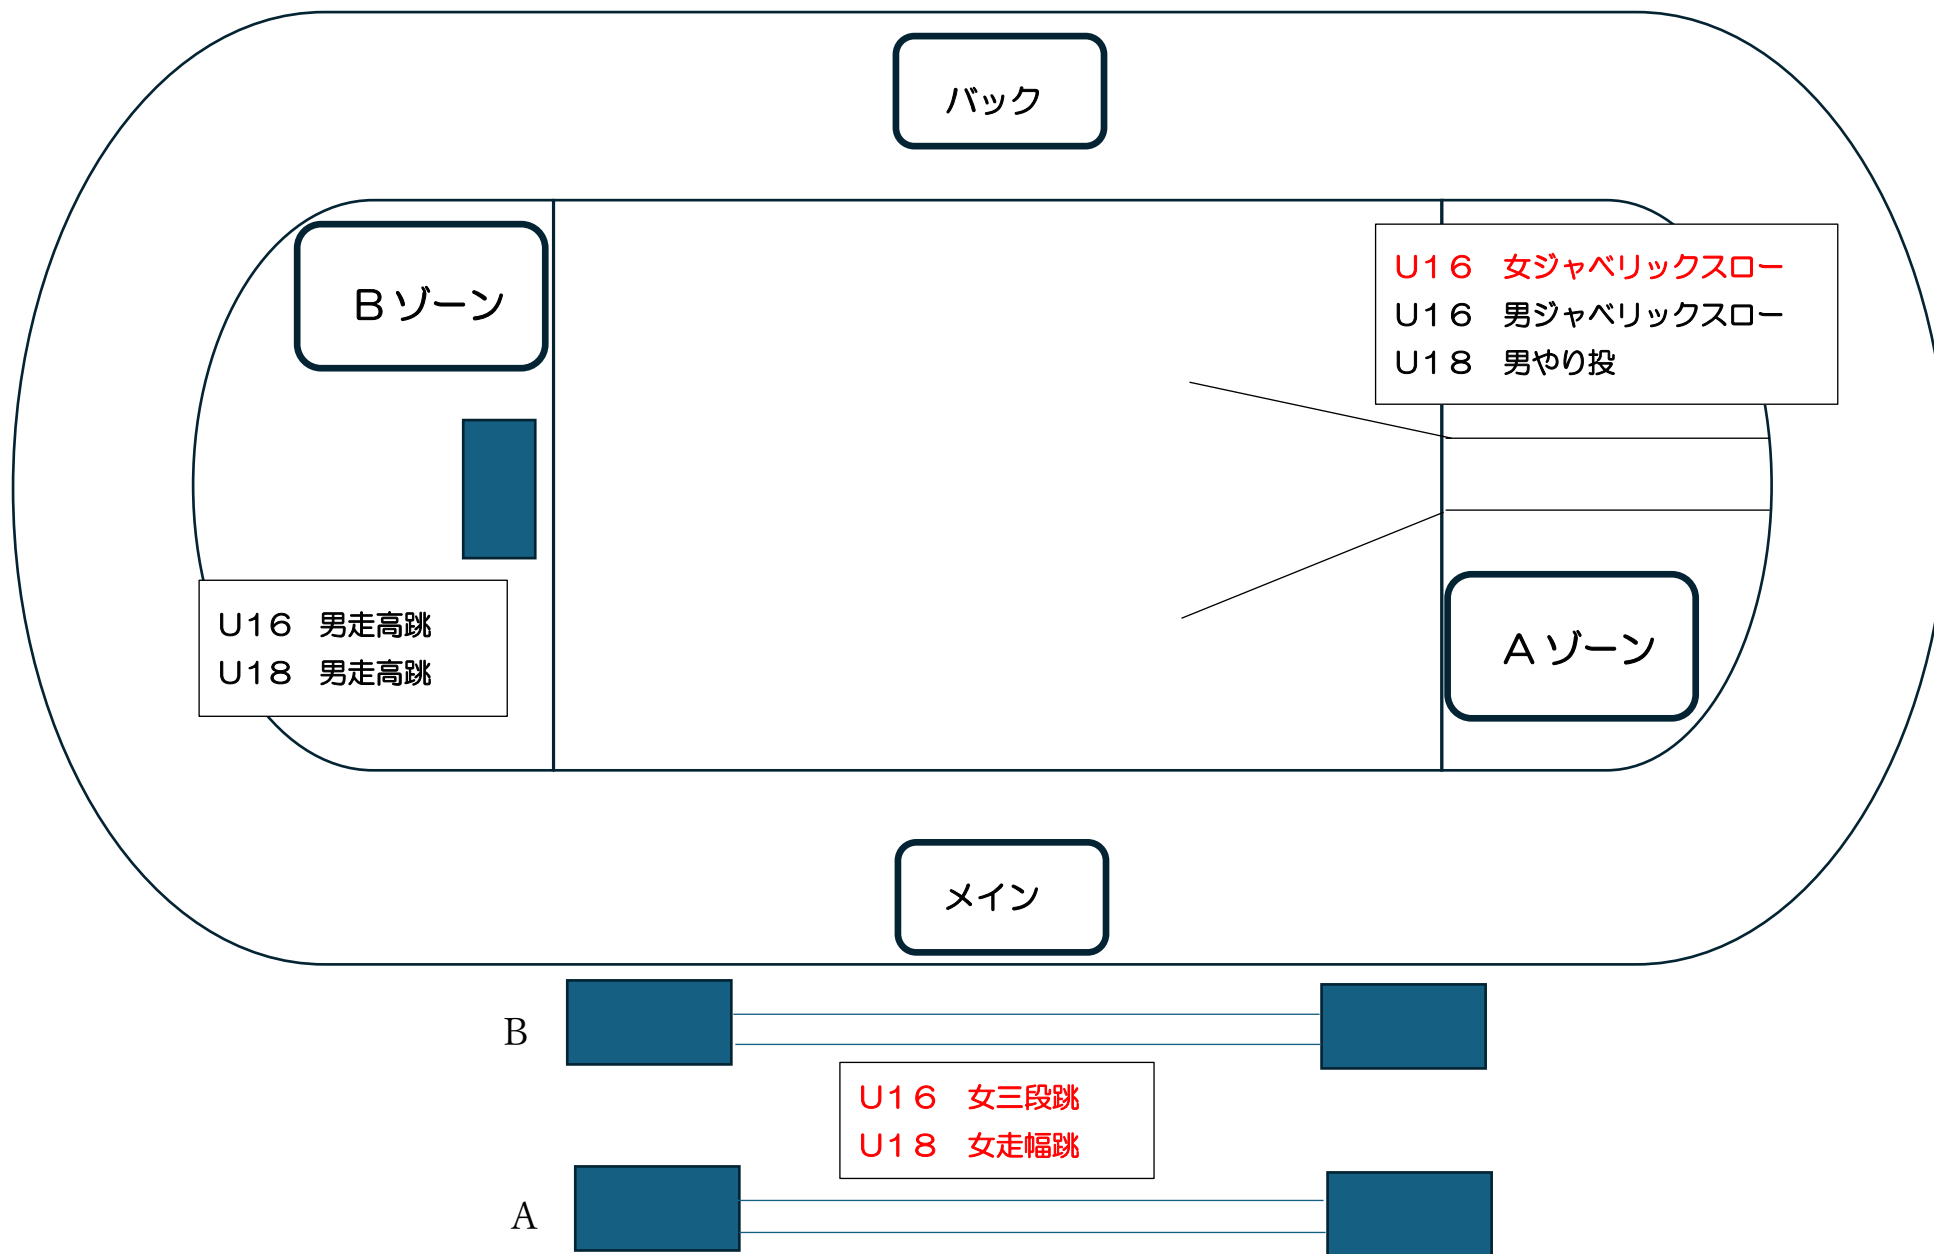 バック
Bゾーン
U16　女ジャベリックスロー
U16　男ジャベリックスロー
U18　男やり投
U16　男走高跳
U18　男走高跳
Aゾーン
メイン
B
U16　女三段跳
U18　女走幅跳
A